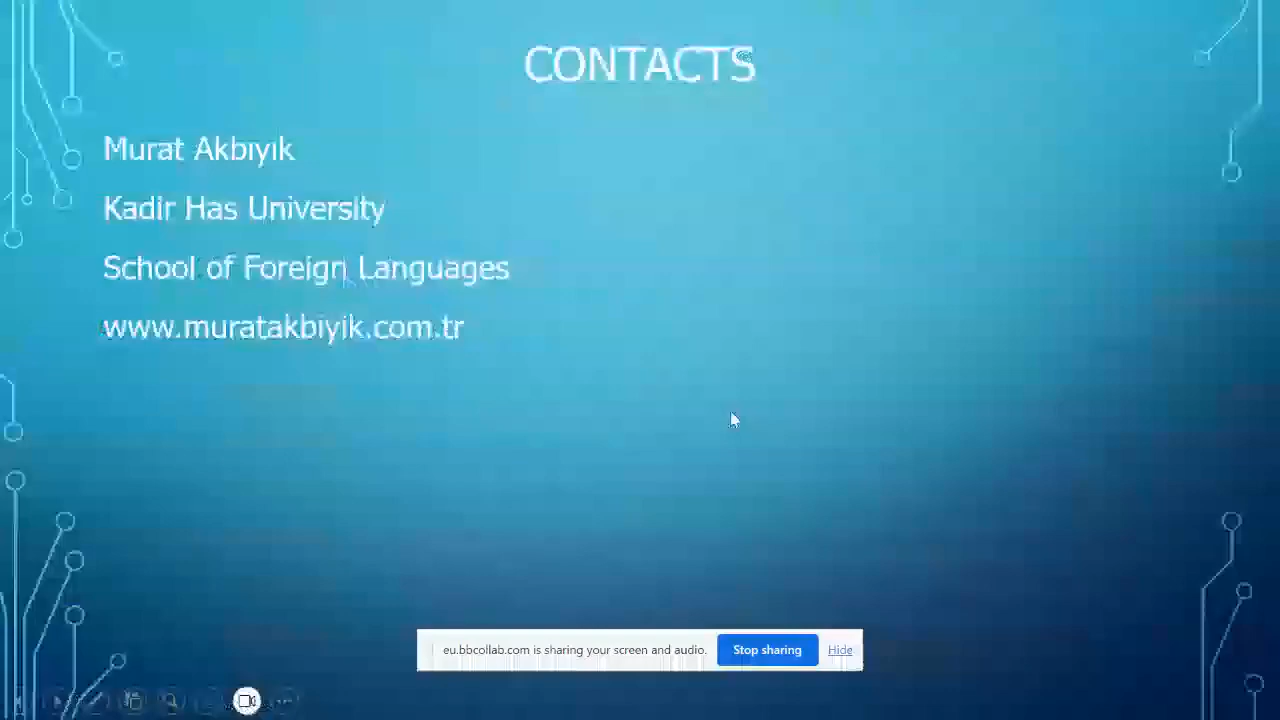 CONTACTS
Murat Akbıyık
Kadir Has University
School of Foreign Languages
www.muratakbiyik.com.tr
eu.bbcollab.com is sharing your screen and audio.
Stop sharing
Hide